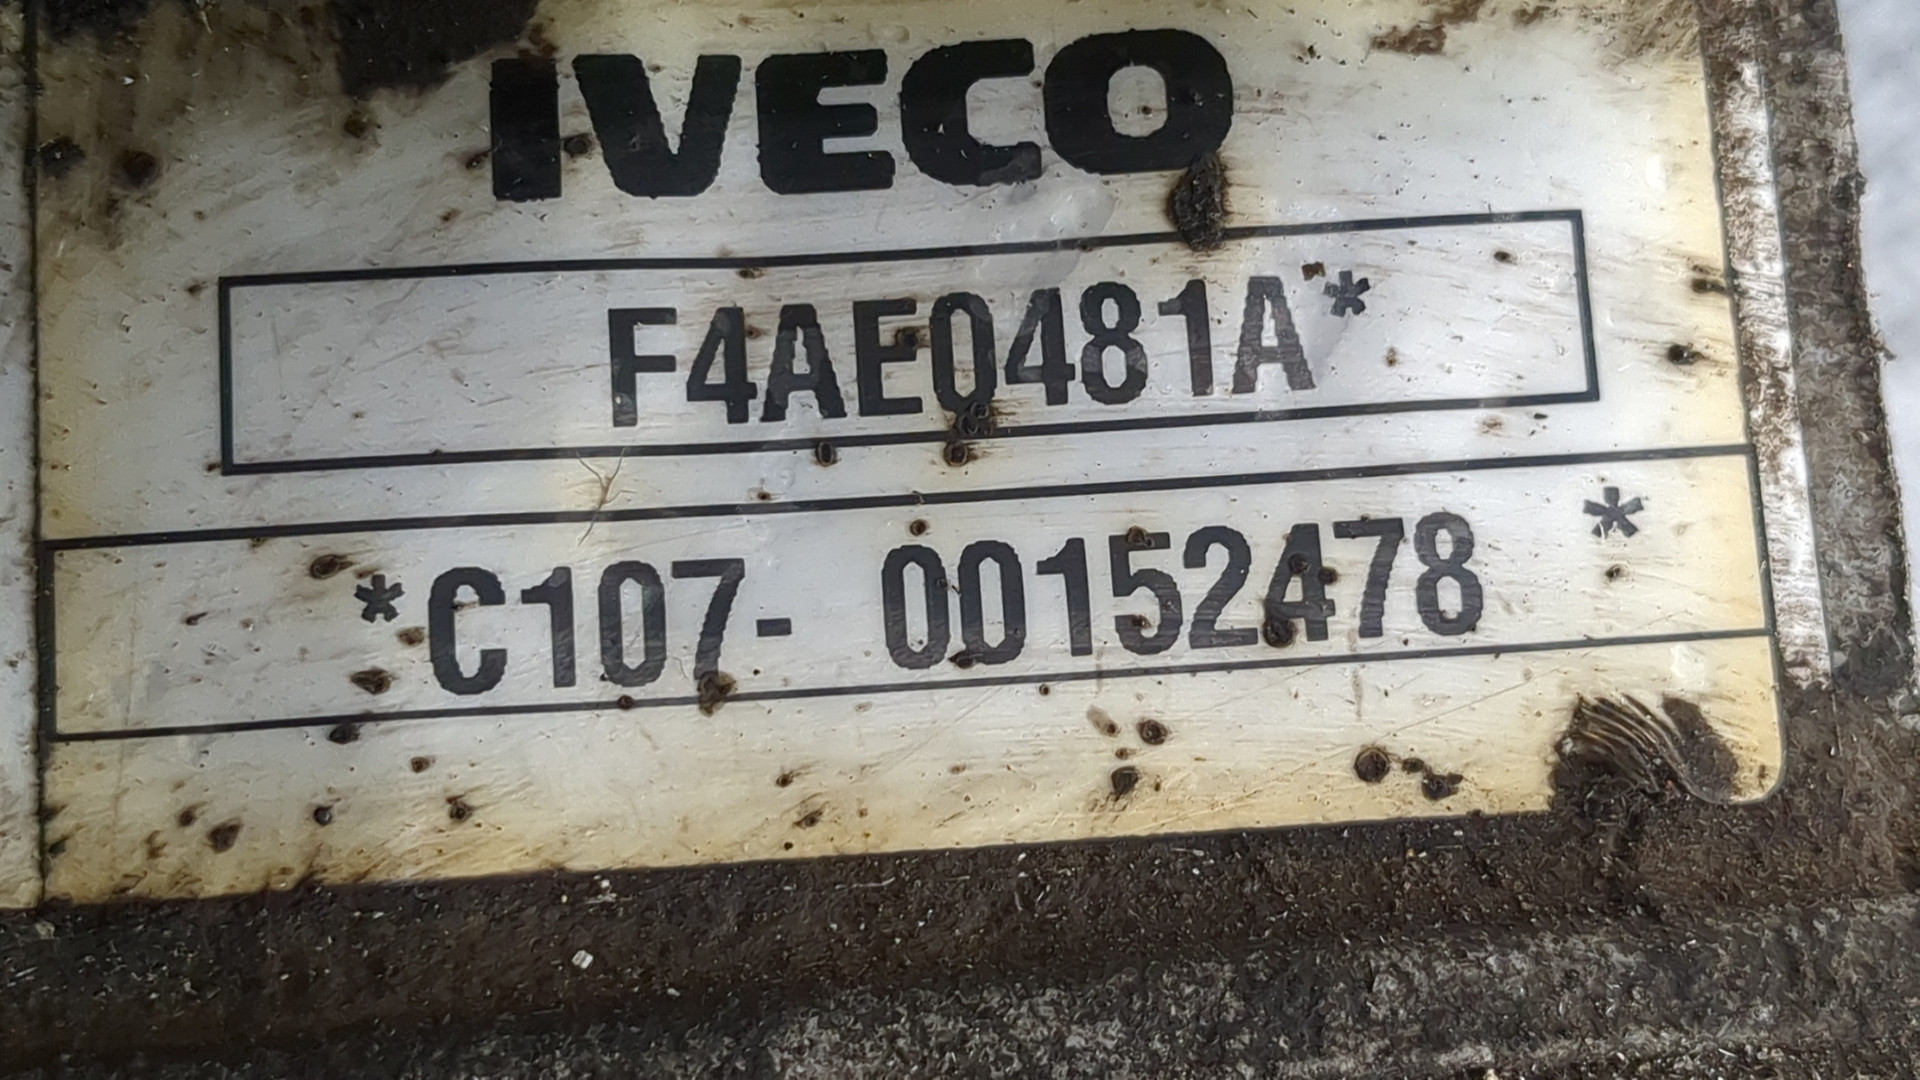 IVECO
F4AE0481A*
*C107- 00152478 *